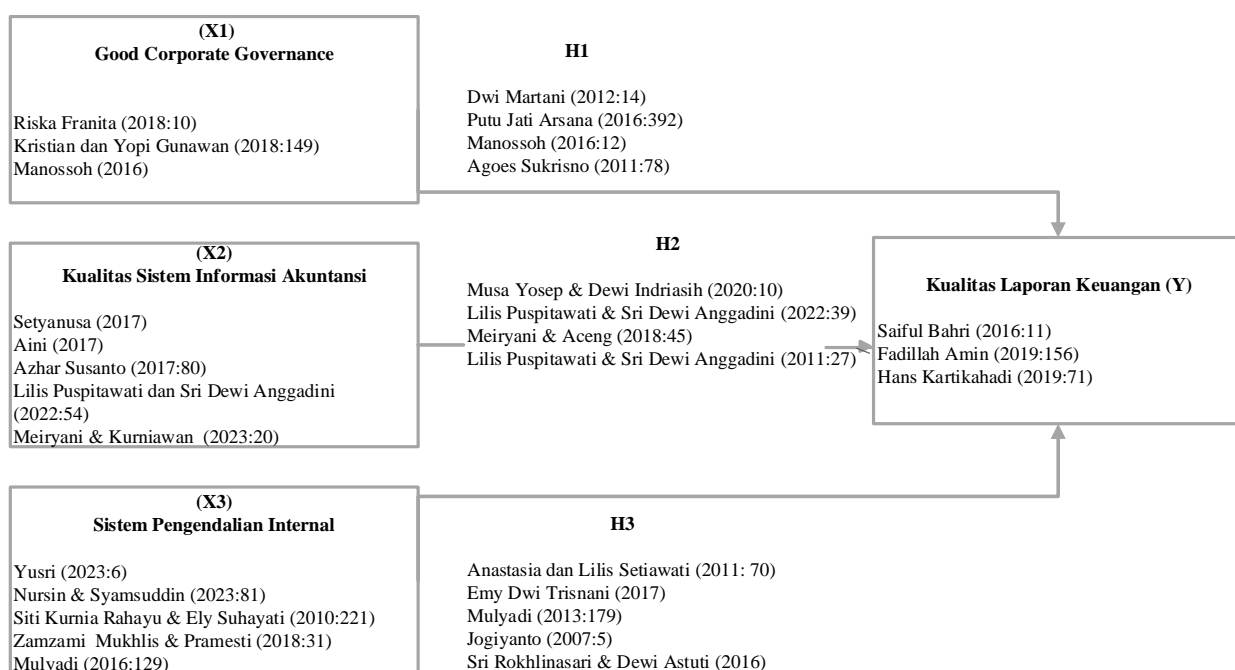 (X1)
Good Corporate Governance
Riska Franita (2018:10)
Kristian dan Yopi Gunawan (2018:149)
Manossoh (2016)
H1
Dwi Martani (2012:14)
Putu Jati Arsana (2016:392)
Manossoh (2016:12)
Agoes Sukrisno (2011:78)
(X2)
Kualitas Sistem Informasi Akuntansi
Setyanusa (2017)
Aini (2017)
Azhar Susanto (2017:80)
Lilis Puspitawati dan Sri Dewi Anggadini
(2022:54)
Meiryani & Kurniawan (2023:20)
H2
Musa Yosep & Dewi Indriasih (2020:10)
Lilis Puspitawati & Sri Dewi Anggadini (2022:39)
Meiryani & Aceng (2018:45)
Lilis Puspitawati & Sri Dewi Anggadini (2011:27)
Kualitas Laporan Keuangan (Y)
Saiful Bahri (2016:11)
Fadillah Amin (2019:156)
Hans Kartikahadi (2019:71)
(X3)
Sistem Pengendalian Internal
Yusri (2023:6)
Nursin & Syamsuddin (2023:81)
Siti Kurnia Rahayu & Ely Suhayati (2010:221)
Zamzami Mukhlis & Pramesti (2018:31)
Mulyadi (2016:129)
H3
Anastasia dan Lilis Setiawati (2011: 70)
Emy Dwi Trisnani (2017)
Mulyadi (2013:179)
Jogiyanto (2007:5)
Sri Rokhlinasari & Dewi Astuti (2016)